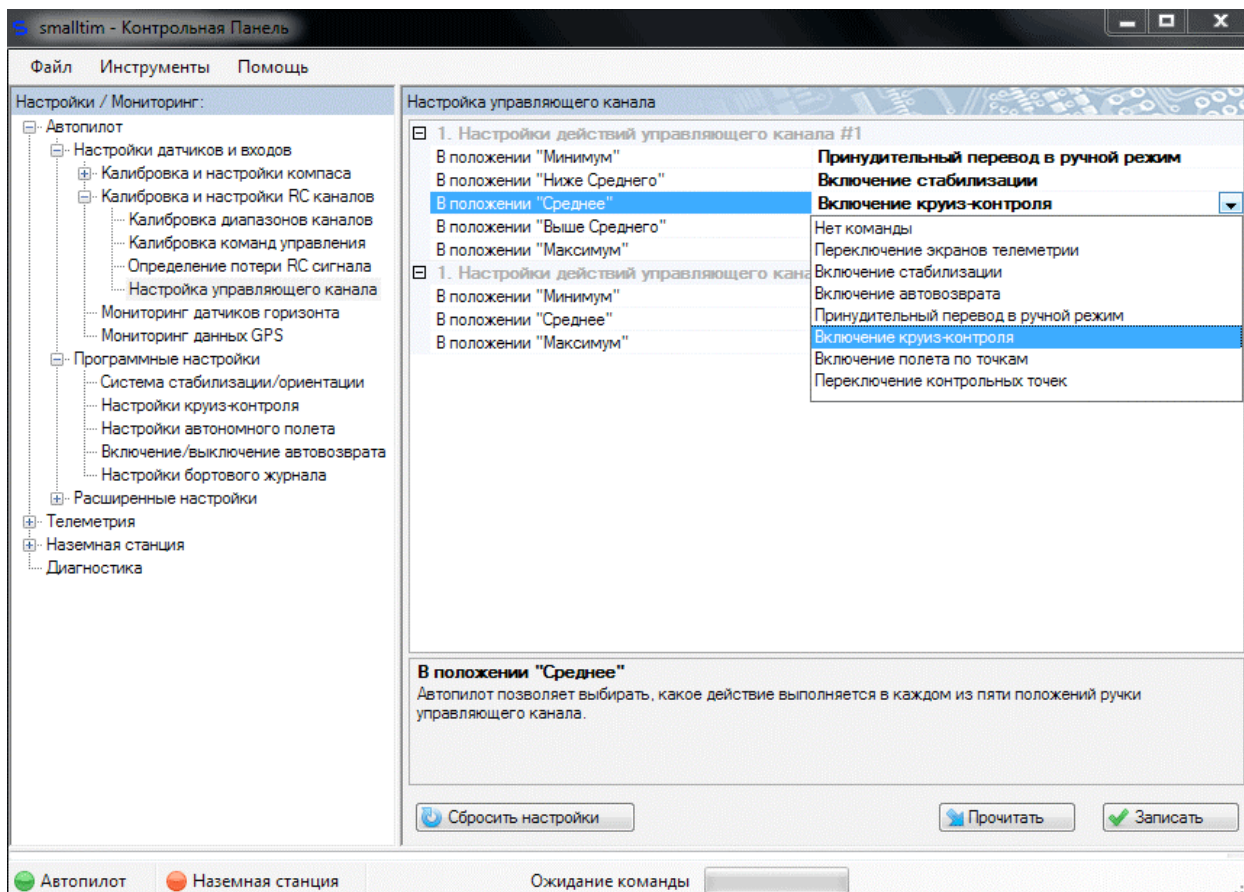 smalltim - Контрольная Панель
Файл Инструменты Помощь
Настройки / Мониторинг:
Автопилот
Настройки датчиков и входов
Калибровка и настройки компаса
Калибровка и настройки RC каналов
Калибровка диапазонов каналов
Калибровка команд управления
Определение потери RC сигнала
Настройка управляющего канала
Мониторинг датчиков горизонта
Мониторинг данных GPS
Программные настройки
Система стабилизации/ориентации
Настройки круиз-контроля
Настройки автономного полета
Включение/выключение автовозврата
Настройки бортового журнала
Расширенные настройки
Телеметрия
Наземная станция
Диагностика
Настройка управляющего канала
1. Настройки действий управляющего канала #1
В положении "Минимум" Принудительный перевод в ручной режим
В положении "Ниже Среднего" Включение стабилизации
В положении "Среднее" Включение круиз-контроля
В положении "Выше Среднего"
В положении "Максимум"
1. Настройки действий управляющего кана
В положении "Минимум"
В положении "Среднее"
В положении "Максимум"
Нет команды
Переключение экранов телеметрии
Включение стабилизации
Включение автовозврата
Принудительный перевод в ручной режим
Включение круиз-контроля
Включение полета по точкам
Переключение контрольных точек
В положении "Среднее"
Автопилот позволяет выбирать, какое действие выполняется в каждом из пяти положений ручки
управляющего канала.
Сбросить настройки Прочитать Записать
Автопилот Наземная станция Ожидание команды